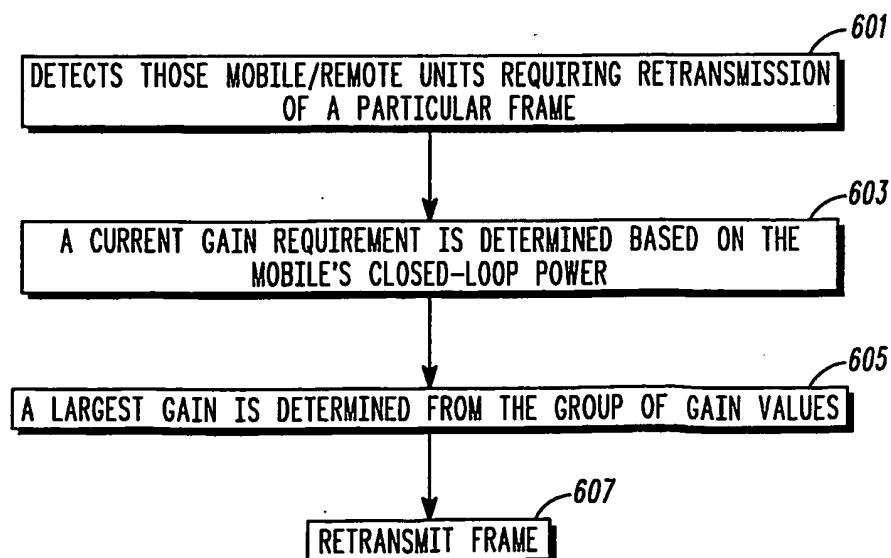 601
DETECTS THOSE MOBILE/REMOTE UNITS REQUIRING RETRANSMISSION
OF A PARTICULAR FRAME
603
A CURRENT GAIN REQUIREMENT IS DETERMINED BASED ON THE
MOBILE'S CLOSED-LOOP POWER
605
A LARGEST GAIN IS DETERMINED FROM THE GROUP OF GAIN VALUES
607
RETRANSMIT FRAME